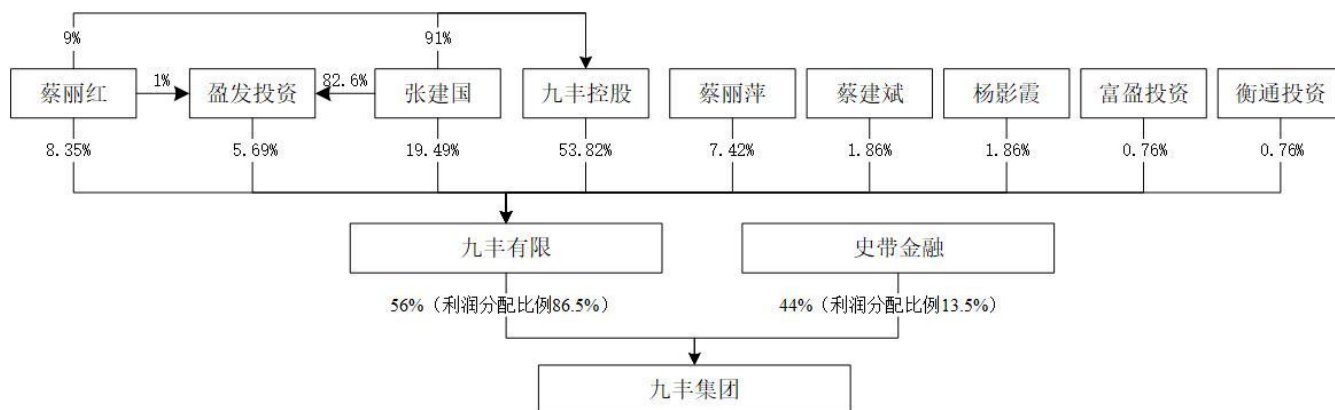 9% 91%
蔡丽红 1% 盈发投资 82.6% 张建国 九丰控股 蔡丽萍 蔡建斌 杨影霞 富盈投资 衡通投资
8.35% 5.69% 19.49% 53.82% 7.42% 1.86% 1.86% 0.76% 0.76%
九丰有限 史带金融
56%（利润分配比例86.5%） 44%（利润分配比例13.5%）
九丰集团